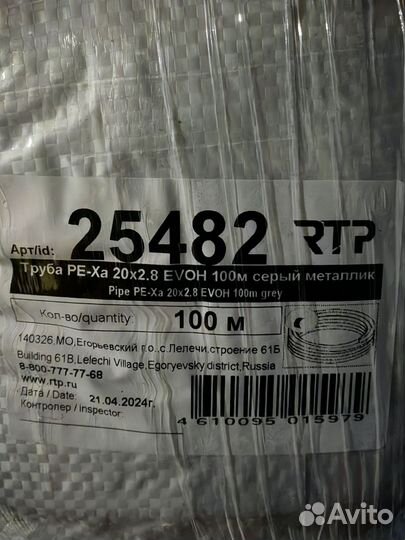 Арт/id: 25482 RTP
Труба PE-Xa 20x2.8 EVOH 100м серый металлик
Pipe PE-Xa 20x2,8 EVOH 100m grey
Кол-во/quantity: 100 м
140326,МО,Егорьевский г.о.,с.Лелечи,строение 61Б
Building 61B,Lelechi Village,Egoryevsky district,Russia
8-800-777-77-68
www.rtp.ru
Дата / Date: 21.04.2024г.
Контролер / inspector:
4 610095 015979
Avito